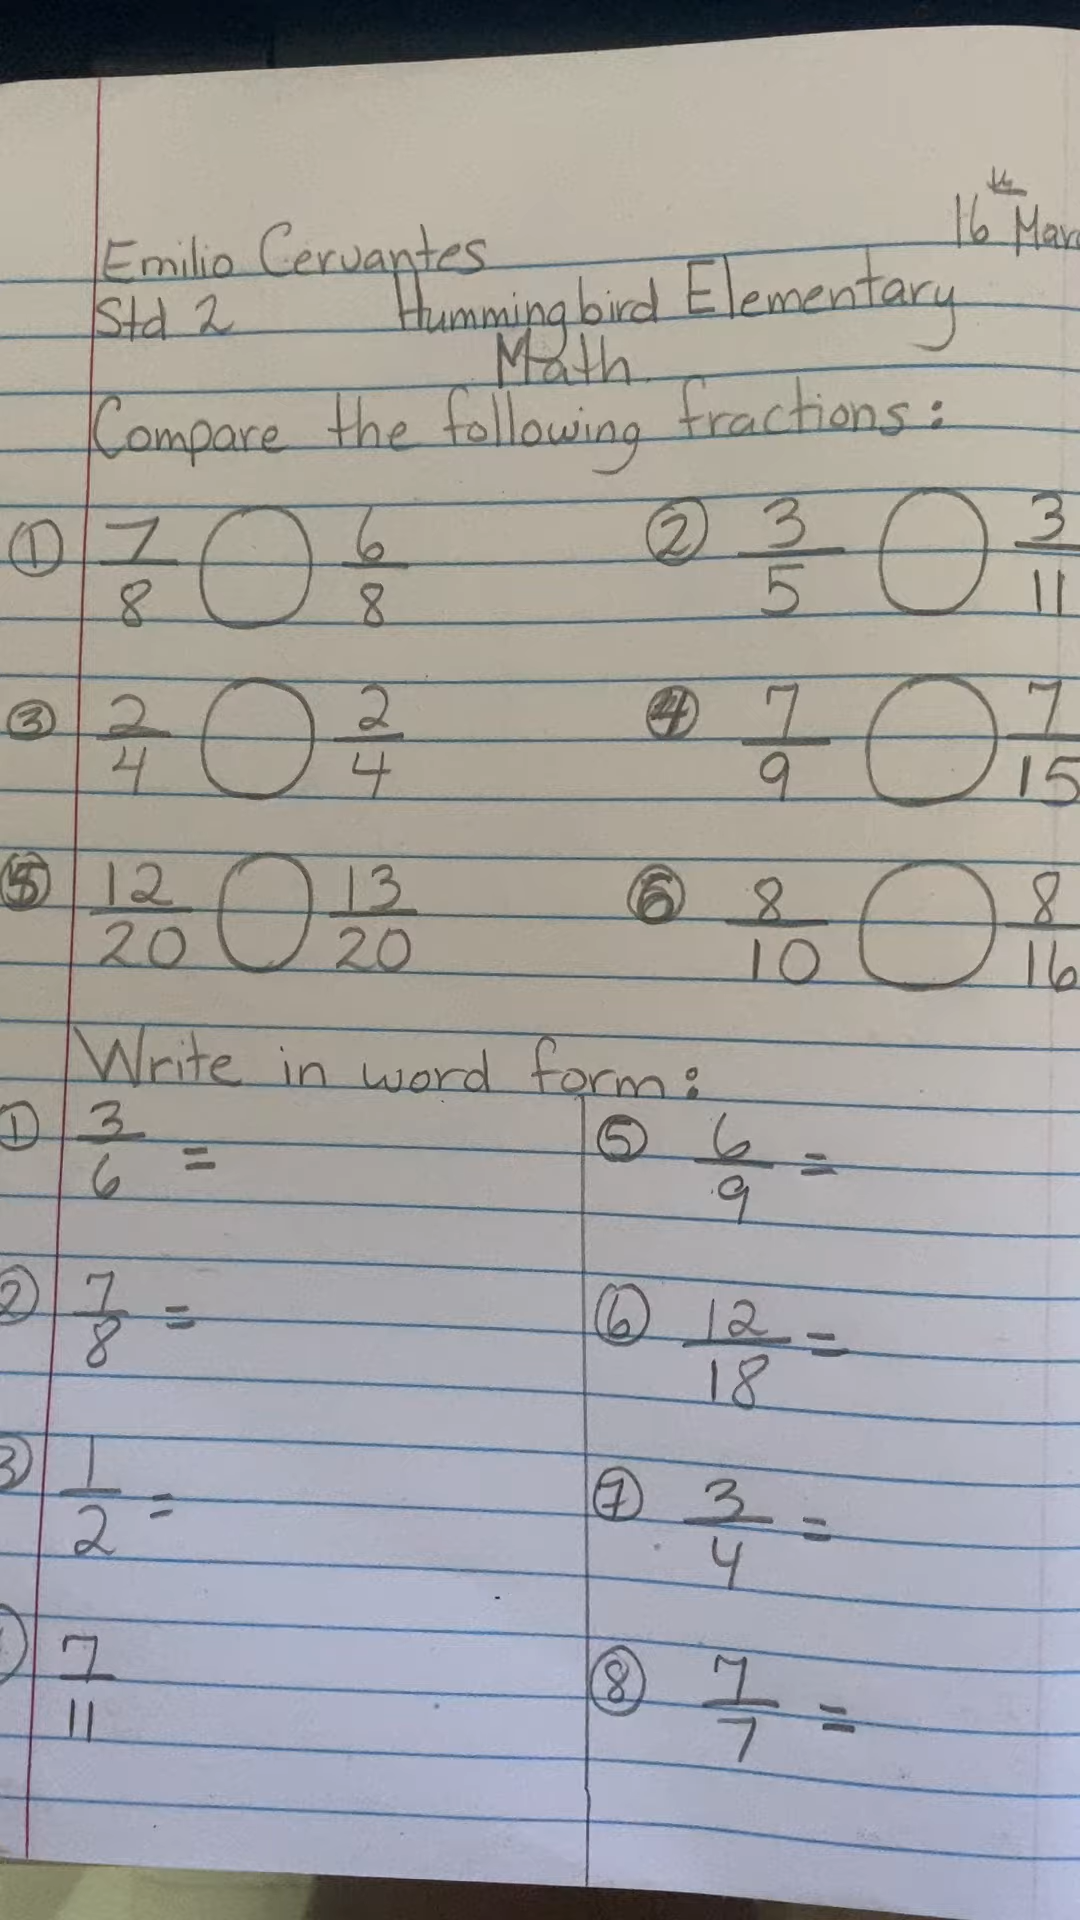 16th
Emilio Cervantes
Std 2 Hummingbird Elementary
Math
Compare the following fractions:
① 7/8 ◯ 6/8 ② 3/5 ◯ 3/11
③ 2/4 ◯ 2/4 ④ 7/9 ◯ 7/15
⑤ 12/20 ◯ 13/20 ⑥ 8/10 ◯ 8/16
Write in word form:
① 3/6 = ⑤ 6/9 =
② 7/8 = ⑥ 12/18 =
③ 1/2 = ⑦ 3/4 =
7/11 ⑧ 7/7 =